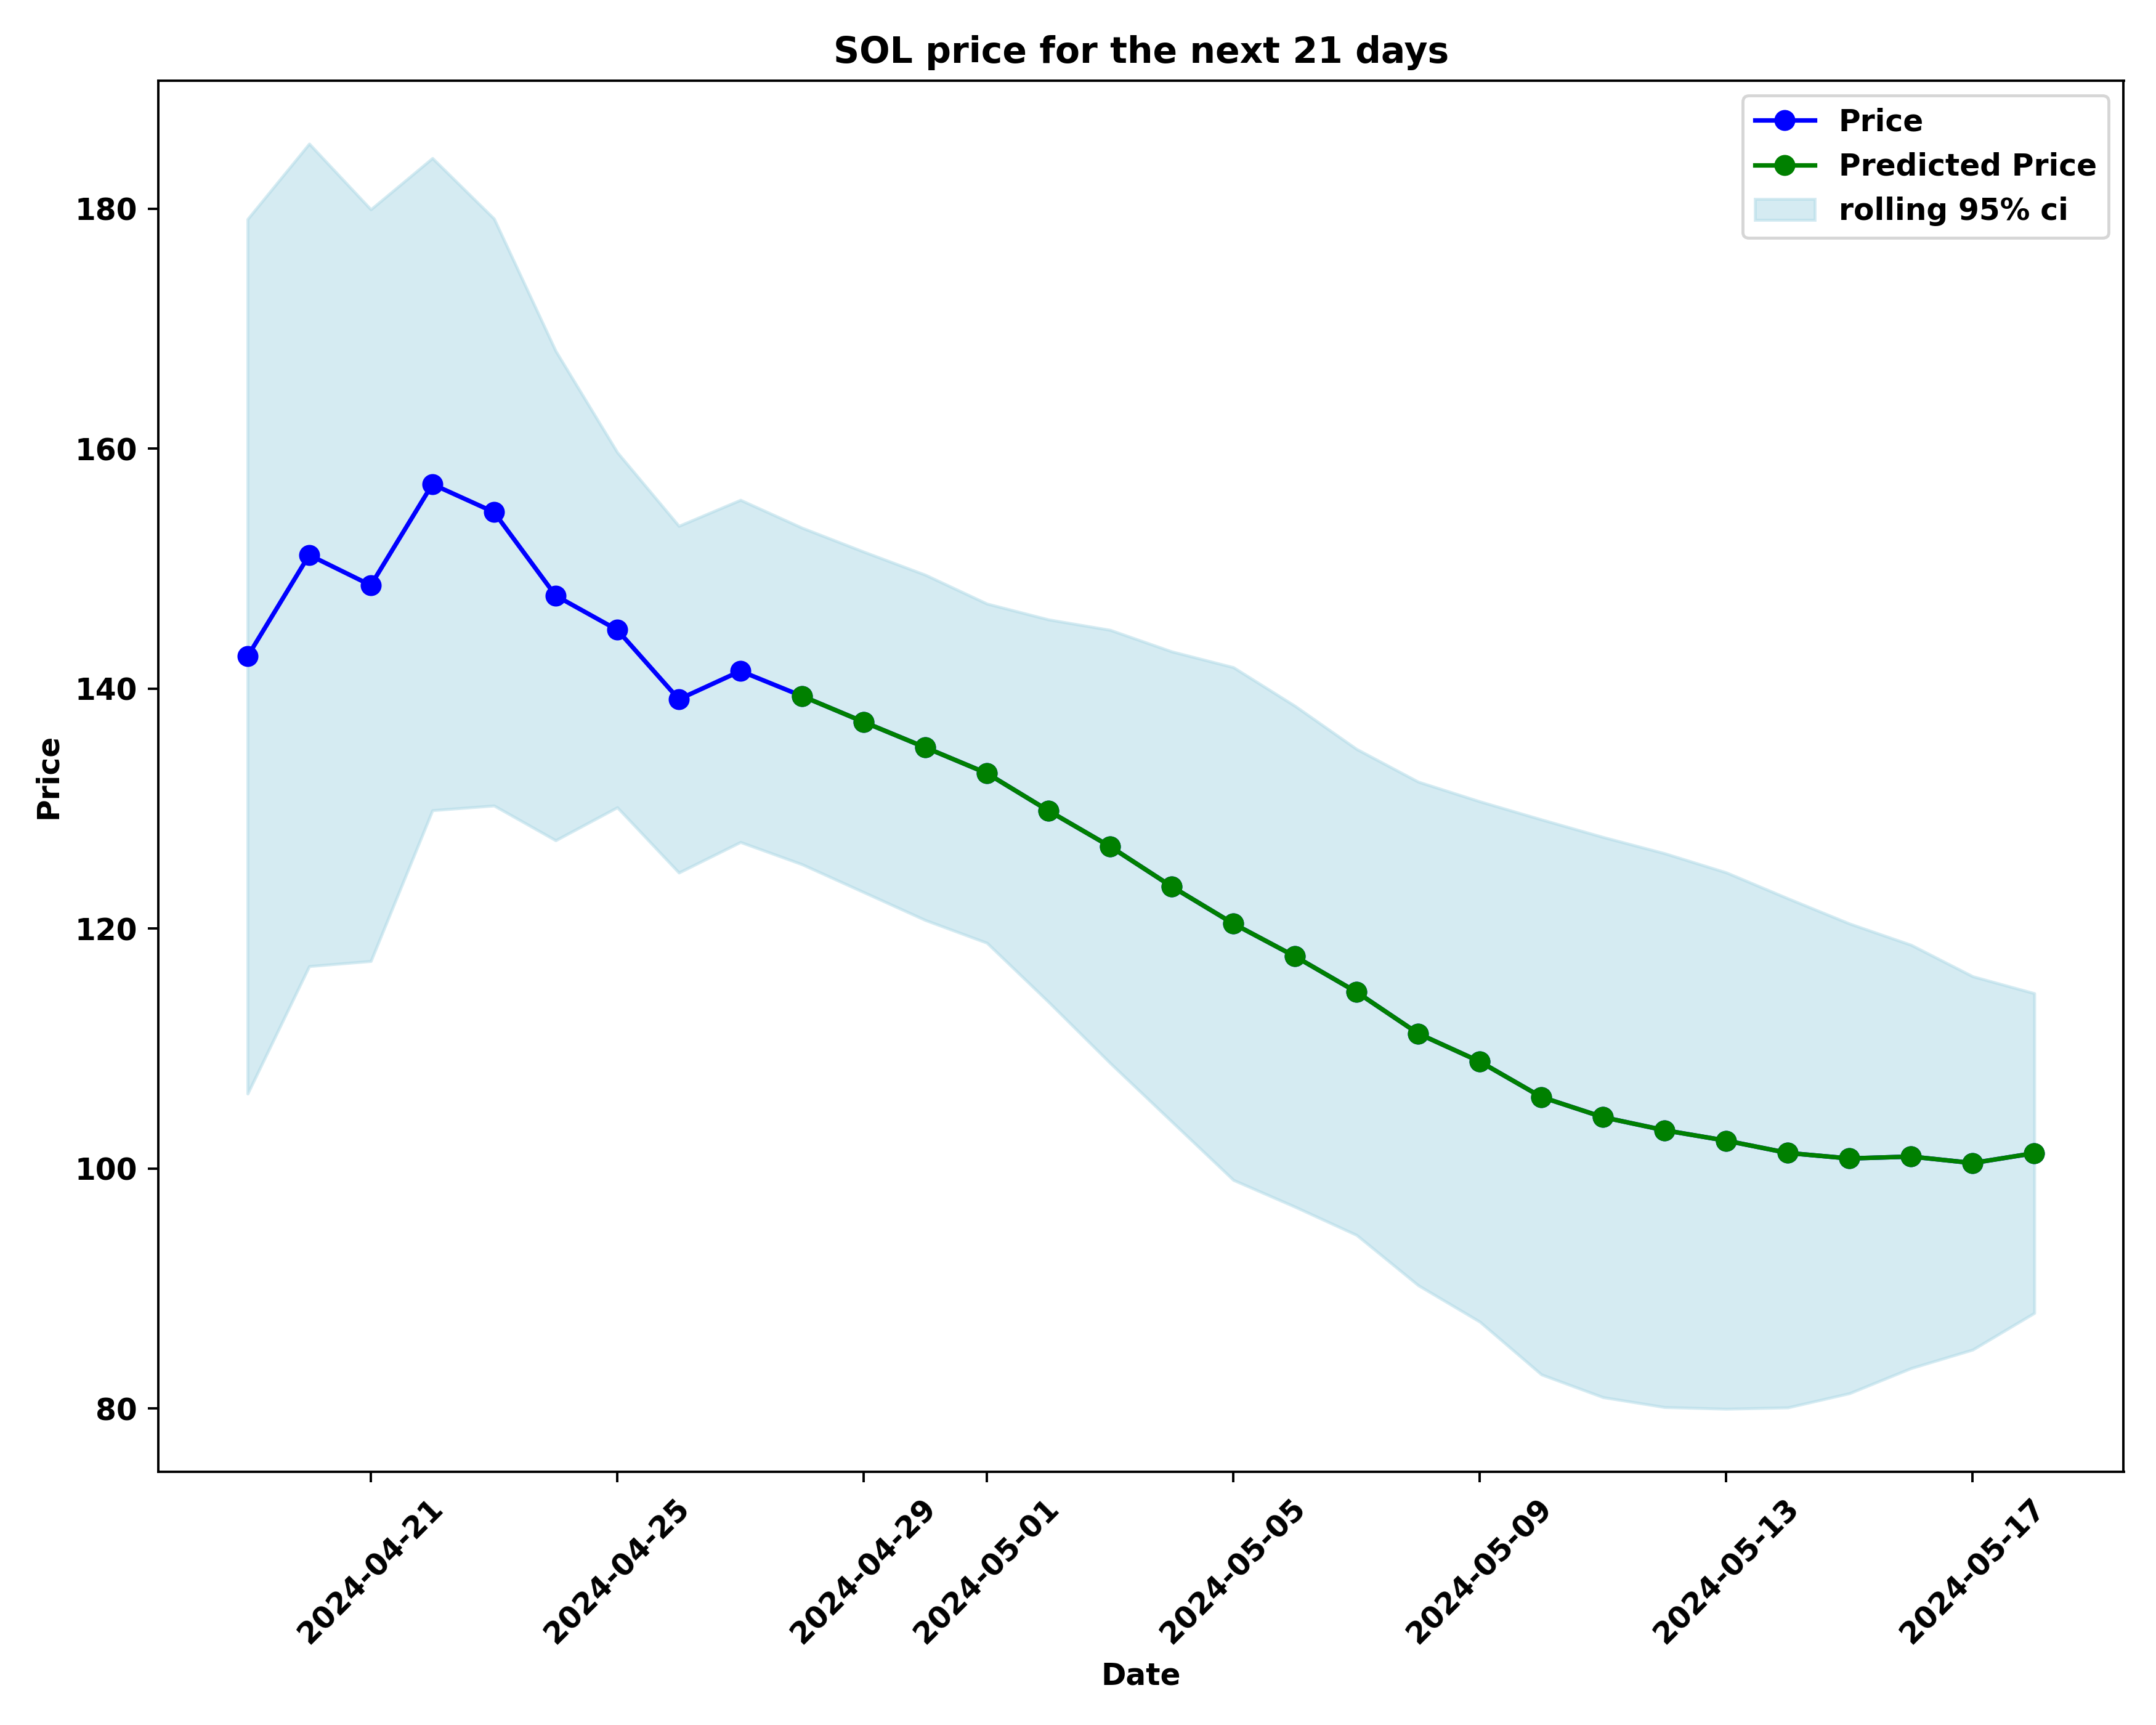 SOL price for the next 21 days
Price
Predicted Price
rolling 95% ci
180
160
140
120
100
80
Price
2024-04-21
2024-04-25
2024-04-29
2024-05-01
2024-05-05
2024-05-09
2024-05-13
2024-05-17
Date